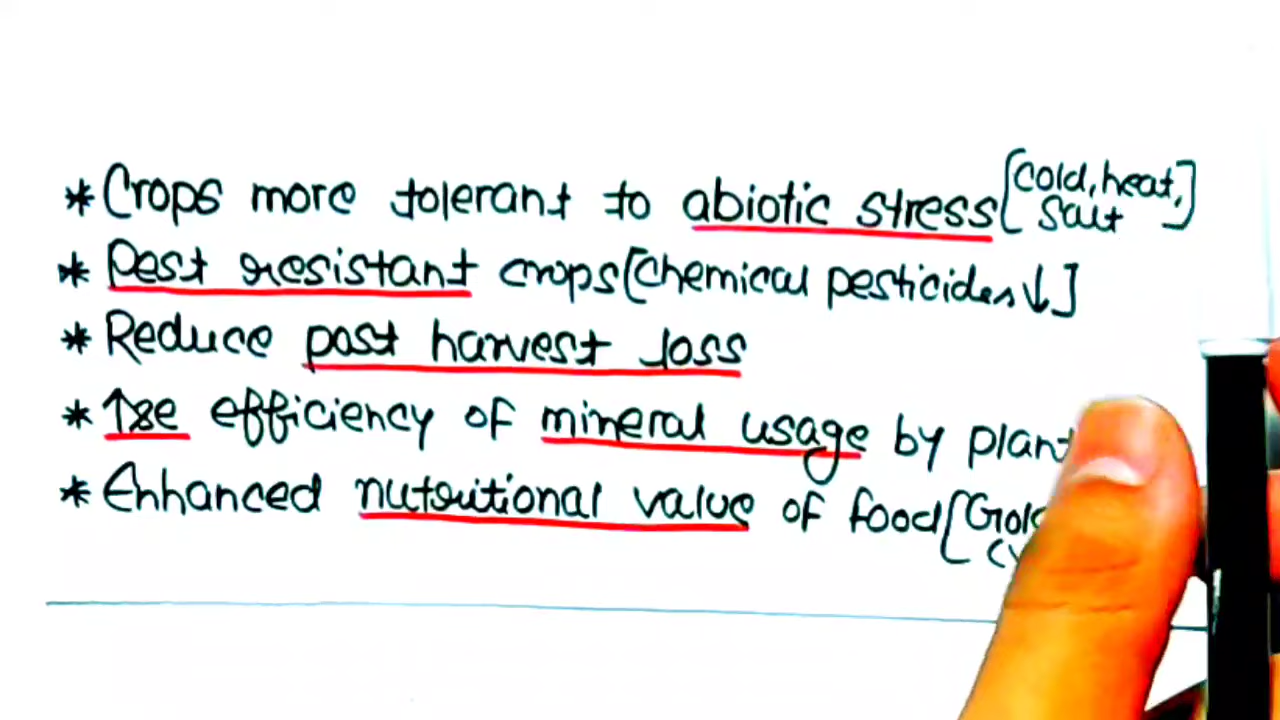 * Crops more tolerant to abiotic stress [cold, heat, salt]
* Pest resistant crops [chemical pesticides ↓]
* Reduce post harvest loss
* ↑se efficiency of mineral usage by plant
* Enhanced nutritional value of food [